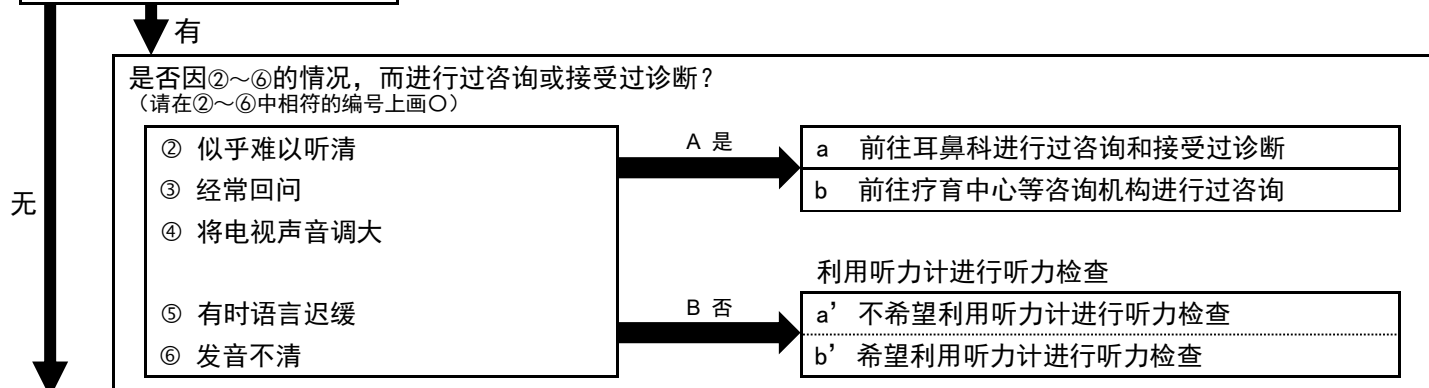 有
是否因②～⑥的情况，而进行过咨询或接受过诊断？
（请在②～⑥中相符的编号上画〇）
② 似乎难以听清
③ 经常回问
④ 将电视声音调大
⑤ 有时语言迟缓
⑥ 发音不清
A 是
a 前往耳鼻科进行过咨询和接受过诊断
b 前往疗育中心等咨询机构进行过咨询
无
利用听力计进行听力检查
B 否
a’ 不希望利用听力计进行听力检查
b’ 希望利用听力计进行听力检查